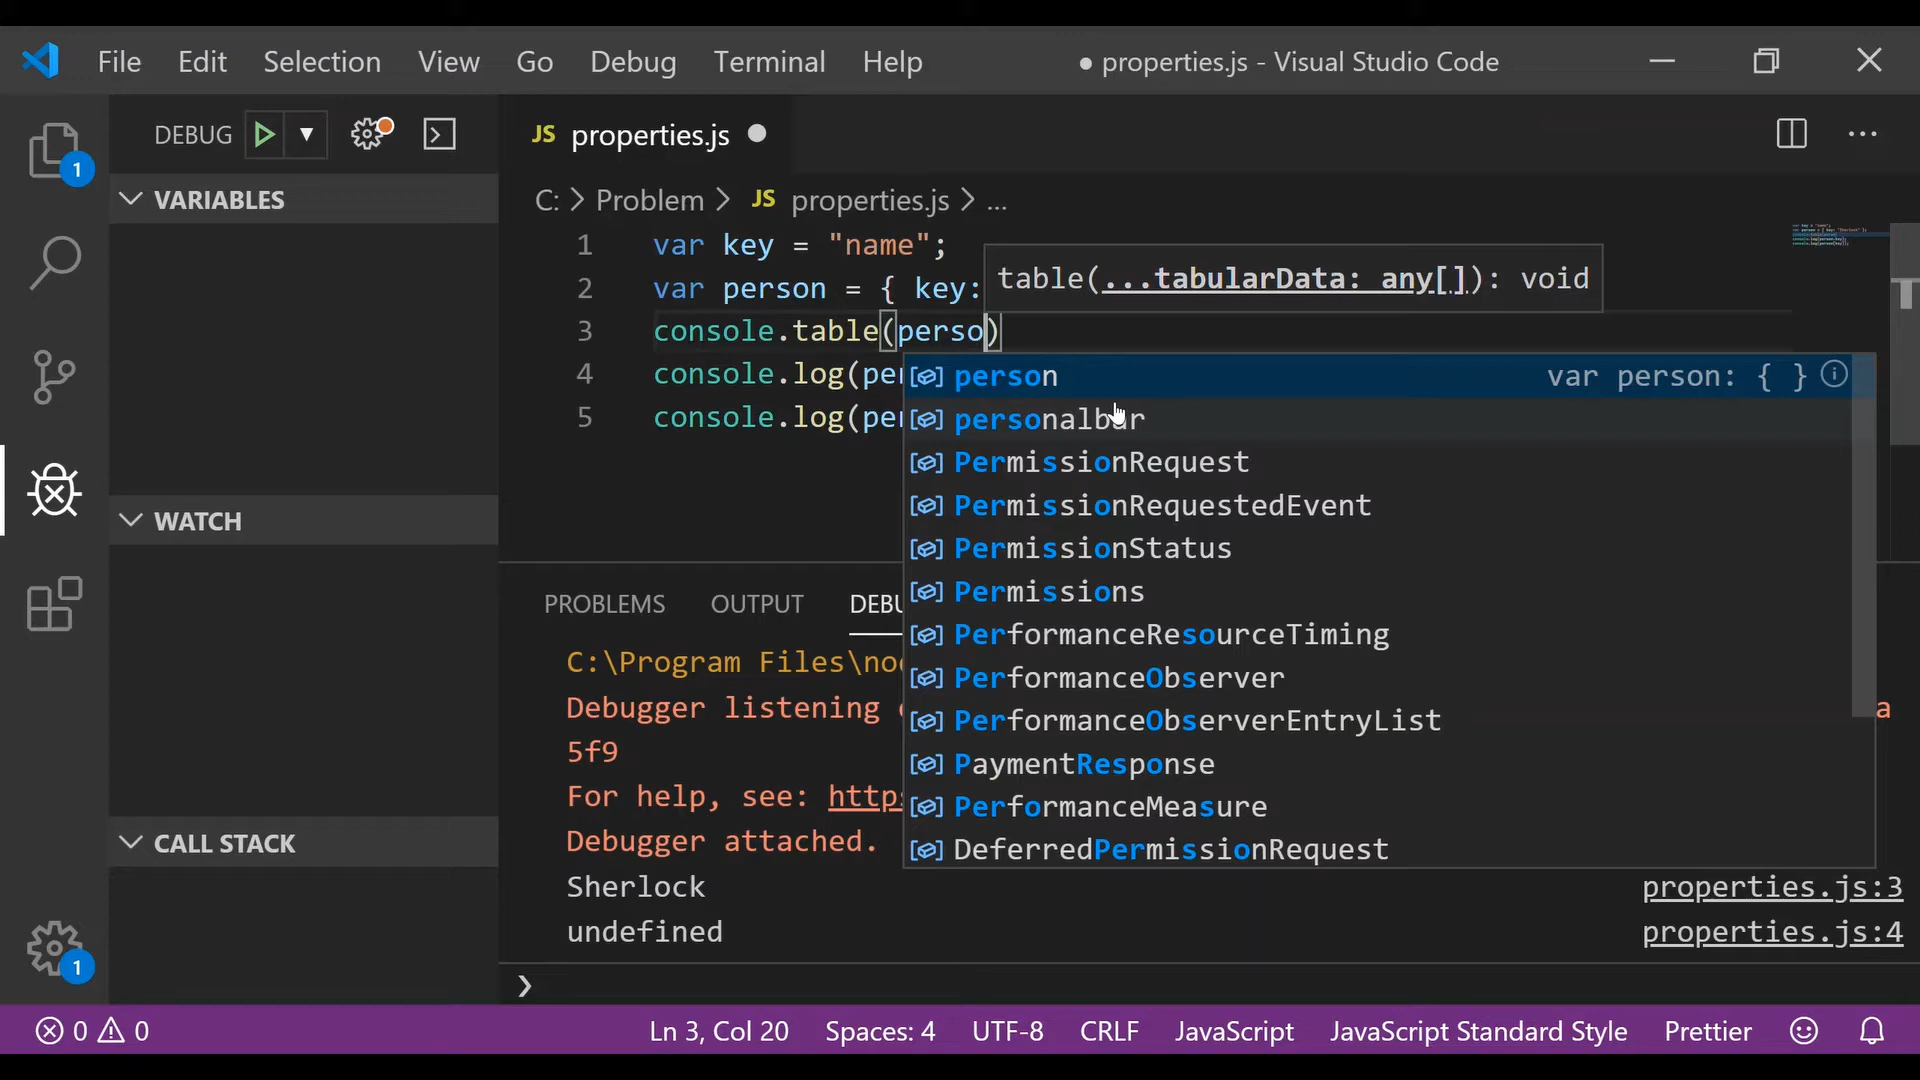 File Edit Selection View Go Debug Terminal Help ● properties.js - Visual Studio Code
DEBUG
JS properties.js
1
VARIABLES
C: > Problem > JS properties.js > ...
1 var key = "name";
2 var person = { key:
table(...tabularData: any[]): void
3 console.table(perso)
4 console.log(per
5 console.log(per
person var person: { }
personalbar
PermissionRequest
PermissionRequestedEvent
PermissionStatus
Permissions
PerformanceResourceTiming
PerformanceObserver
PerformanceObserverEntryList
PaymentResponse
PerformanceMeasure
DeferredPermissionRequest
WATCH
CALL STACK
PROBLEMS OUTPUT DEBU
C:\Program Files\no
Debugger listening a
5f9
For help, see: http
Debugger attached.
Sherlock properties.js:3
undefined properties.js:4
1
0 0 Ln 3, Col 20 Spaces: 4 UTF-8 CRLF JavaScript JavaScript Standard Style Prettier